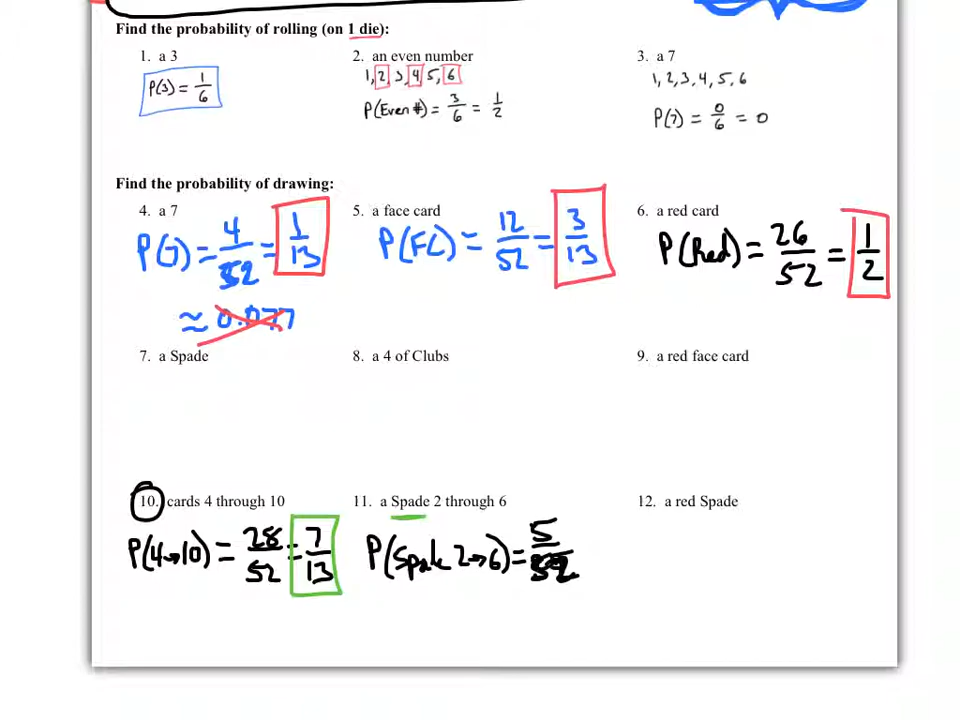 Find the probability of rolling (on 1 die):
1. a 3
2. an even number
3. a 7
P(3) = 1/6
1, 2, 3, 4, 5, 6
P(Even #) = 3/6 = 1/2
1, 2, 3, 4, 5, 6
P(7) = 0/6 = 0
Find the probability of drawing:
4. a 7
5. a face card
6. a red card
P(7) = 4/52 = 1/13
≈ 0.077
P(FC) = 12/52 = 3/13
P(Red) = 26/52 = 1/2
7. a Spade
8. a 4 of Clubs
9. a red face card
10. cards 4 through 10
11. a Spade 2 through 6
12. a red Spade
P(4→10) = 28/52 = 7/13
P(Spade 2→6) = 5/52